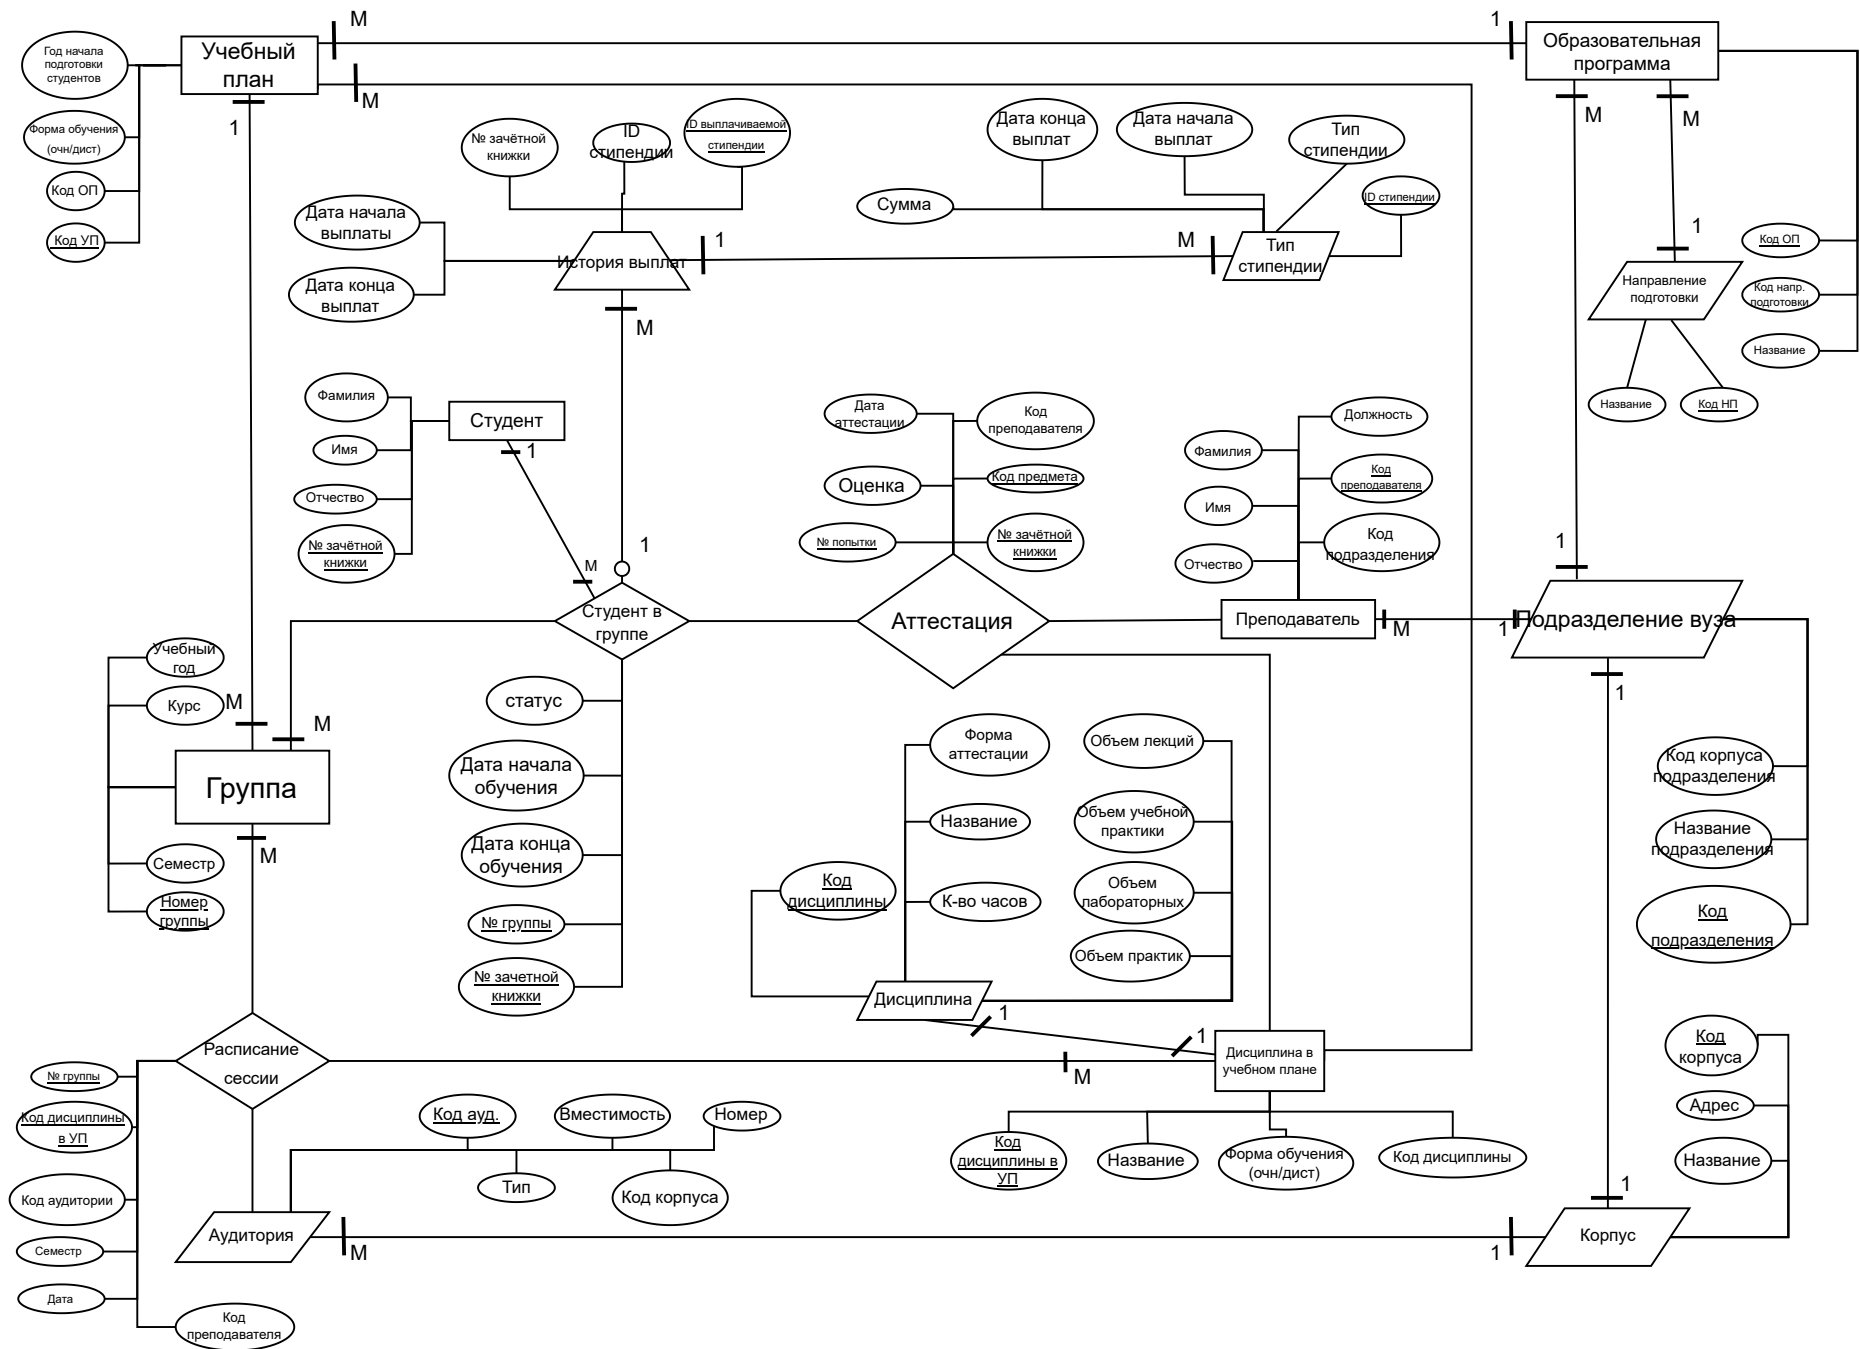 М
1
Учебный
план
Образовательная
программа
Год начала
подготовки
студентов
М
М
М
1
Форма обучения
(очн/дист)
Код ОП
Код УП
№ зачётной
книжки
ID
стипендии
ID выплачиваемой
стипендии
Дата конца
выплат
Дата начала
выплат
Тип
стипендии
Сумма
ID стипендии
Дата начала
выплаты
Дата конца
выплат
История выплат
1
М
Тип
стипендии
1
Код ОП
Код напр.
подготовки
Название
Направление
подготовки
Название
Код НП
М
Фамилия
Имя
Отчество
№ зачётной
книжки
Студент
1
Дата
аттестации
Код
преподавателя
Оценка
Код предмета
№ попытки
№ зачётной
книжки
Должность
Фамилия
Код
преподавателя
Имя
Код
подразделения
Отчество
1
М
1
Студент в
группе
Аттестация
Преподаватель
М
1
Подразделение вуза
1
Учебный
год
Курс
М
М
Группа
М
Семестр
Номер
группы
статус
Дата начала
обучения
Дата конца
обучения
№ группы
№ зачетной
книжки
Форма
аттестации
Объем лекций
Название
Объем учебной
практики
Код
дисциплины
К-во часов
Объем
лабораторных
Объем практик
Дисциплина
1
1
Код корпуса
подразделения
Название
подразделения
Код
подразделения
Расписание
сессии
М
Дисциплина в
учебном плане
Код
корпуса
Адрес
Название
№ группы
Код дисциплины
в УП
Код аудитории
Семестр
Дата
Код
преподавателя
Код ауд.
Вместимость
Номер
Тип
Код корпуса
Код
дисциплины в
УП
Название
Форма обучения
(очн/дист)
Код дисциплины
Аудитория
М
1
1
Корпус